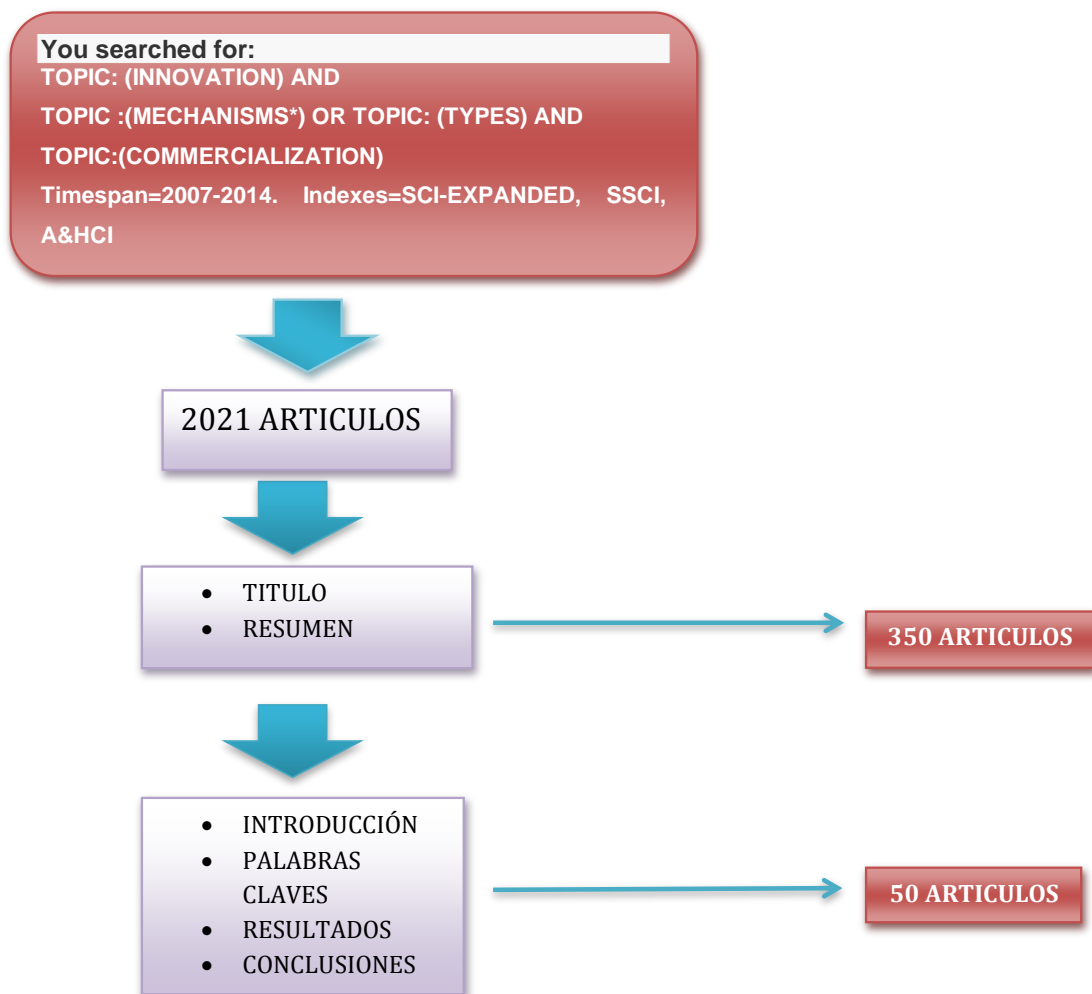 You searched for:
TOPIC: (INNOVATION) AND
TOPIC :(MECHANISMS*) OR TOPIC: (TYPES) AND
TOPIC:(COMMERCIALIZATION)
Timespan=2007-2014. Indexes=SCI-EXPANDED, SSCI,
A&HCI
2021 ARTICULOS
• TITULO
• RESUMEN
350 ARTICULOS
• INTRODUCCIÓN
• PALABRAS
CLAVES
• RESULTADOS
• CONCLUSIONES
50 ARTICULOS